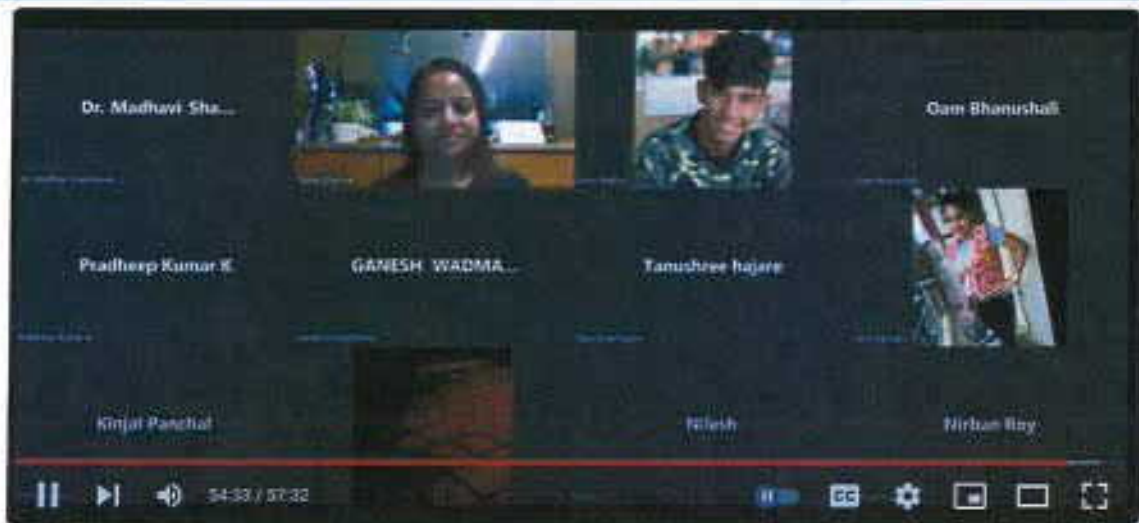 Dr. Madhavi Sha...
Oam Bhanushali
Pradheep Kumar K
GANESH WADMA...
Tanushree hajare
Kinjal Panchal
Nilesh
Nirban Roy
54:33 / 57:32
CC